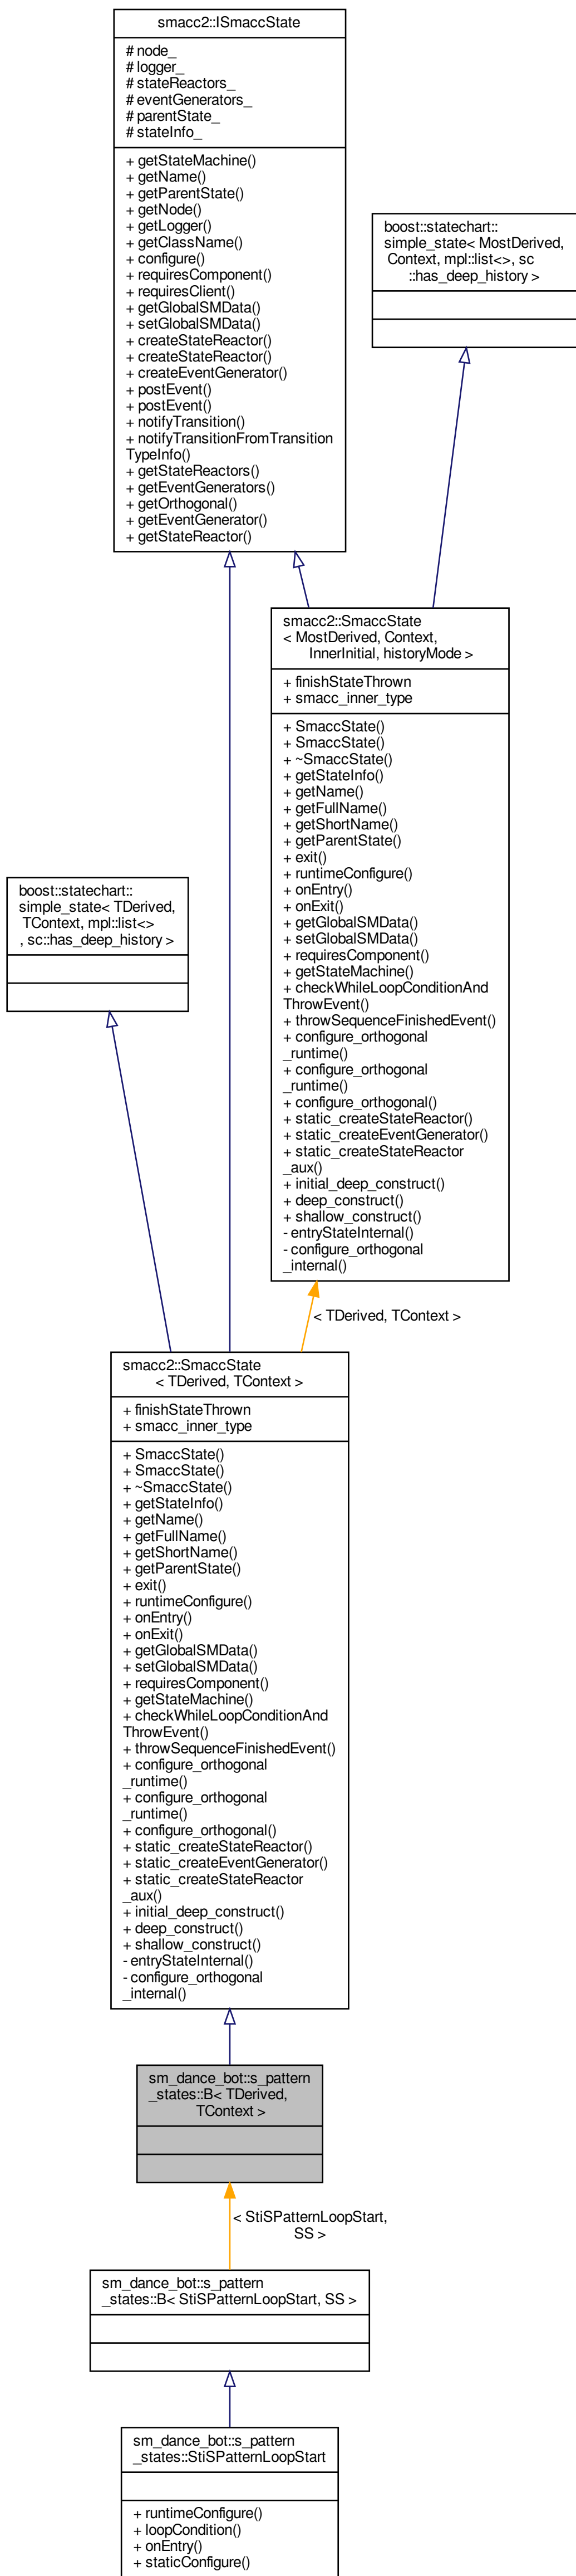 smacc2::ISmaccState
# node_
# logger_
# stateReactors_
# eventGenerators_
# parentState_
# stateInfo_
+ getStateMachine()
+ getName()
+ getParentState()
+ getNode()
+ getLogger()
+ getClassName()
+ configure()
+ requiresComponent()
+ requiresClient()
+ getGlobalSMData()
+ setGlobalSMData()
+ createStateReactor()
+ createStateReactor()
+ createEventGenerator()
+ postEvent()
+ postEvent()
+ notifyTransition()
+ notifyTransitionFromTransition
TypeInfo()
+ getStateReactors()
+ getEventGenerators()
+ getOrthogonal()
+ getEventGenerator()
+ getStateReactor()
boost::statechart::
simple_state< MostDerived,
Context, mpl::list<>, sc
::has_deep_history >
smacc2::SmaccState
< MostDerived, Context,
InnerInitial, historyMode >
+ finishStateThrown
+ smacc_inner_type
+ SmaccState()
+ SmaccState()
+ ~SmaccState()
+ getStateInfo()
+ getName()
+ getFullName()
+ getShortName()
+ getParentState()
+ exit()
+ runtimeConfigure()
+ onEntry()
+ onExit()
+ getGlobalSMData()
+ setGlobalSMData()
+ requiresComponent()
+ getStateMachine()
+ checkWhileLoopConditionAnd
ThrowEvent()
+ throwSequenceFinishedEvent()
+ configure_orthogonal
_runtime()
+ configure_orthogonal
_runtime()
+ configure_orthogonal()
+ static_createStateReactor()
+ static_createEventGenerator()
+ static_createStateReactor
_aux()
+ initial_deep_construct()
+ deep_construct()
+ shallow_construct()
- entryStateInternal()
- configure_orthogonal
_internal()
boost::statechart::
simple_state< TDerived,
TContext, mpl::list<>
, sc::has_deep_history >
< TDerived, TContext >
smacc2::SmaccState
< TDerived, TContext >
+ finishStateThrown
+ smacc_inner_type
+ SmaccState()
+ SmaccState()
+ ~SmaccState()
+ getStateInfo()
+ getName()
+ getFullName()
+ getShortName()
+ getParentState()
+ exit()
+ runtimeConfigure()
+ onEntry()
+ onExit()
+ getGlobalSMData()
+ setGlobalSMData()
+ requiresComponent()
+ getStateMachine()
+ checkWhileLoopConditionAnd
ThrowEvent()
+ throwSequenceFinishedEvent()
+ configure_orthogonal
_runtime()
+ configure_orthogonal
_runtime()
+ configure_orthogonal()
+ static_createStateReactor()
+ static_createEventGenerator()
+ static_createStateReactor
_aux()
+ initial_deep_construct()
+ deep_construct()
+ shallow_construct()
- entryStateInternal()
- configure_orthogonal
_internal()
sm_dance_bot::s_pattern
_states::B< TDerived,
TContext >
< StiSPatternLoopStart,
SS >
sm_dance_bot::s_pattern
_states::B< StiSPatternLoopStart, SS >
sm_dance_bot::s_pattern
_states::StiSPatternLoopStart
+ runtimeConfigure()
+ loopCondition()
+ onEntry()
+ staticConfigure()